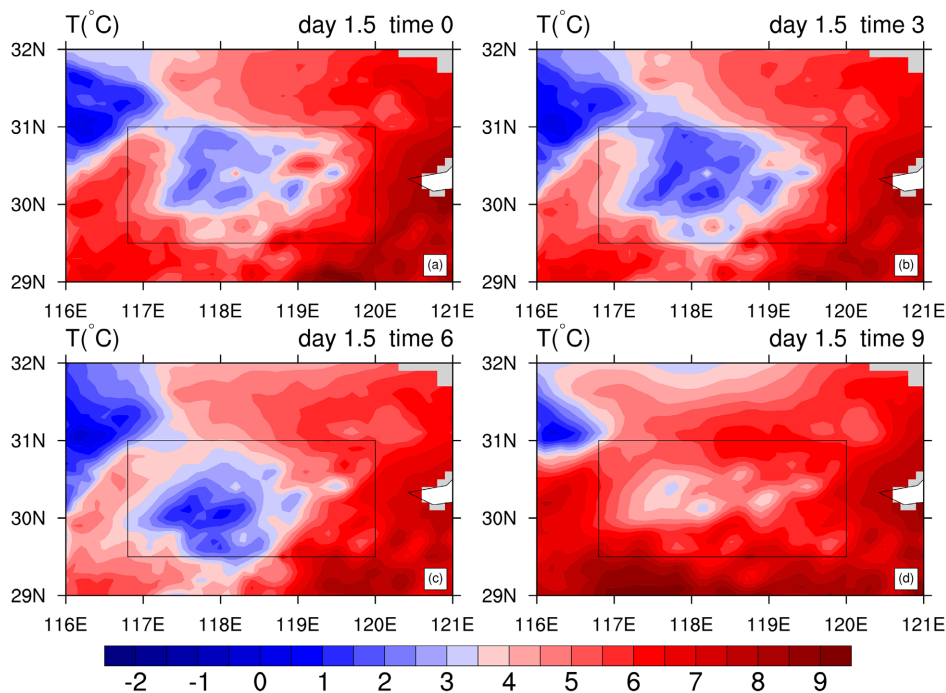 T(°C) day 1.5 time 0
32N
31N
30N
29N
116E 117E 118E 119E 120E 121E
(a)
T(°C) day 1.5 time 3
32N
31N
30N
29N
116E 117E 118E 119E 120E 121E
(b)
T(°C) day 1.5 time 6
32N
31N
30N
29N
116E 117E 118E 119E 120E 121E
(c)
T(°C) day 1.5 time 9
32N
31N
30N
29N
116E 117E 118E 119E 120E 121E
(d)
-2 -1 0 1 2 3 4 5 6 7 8 9